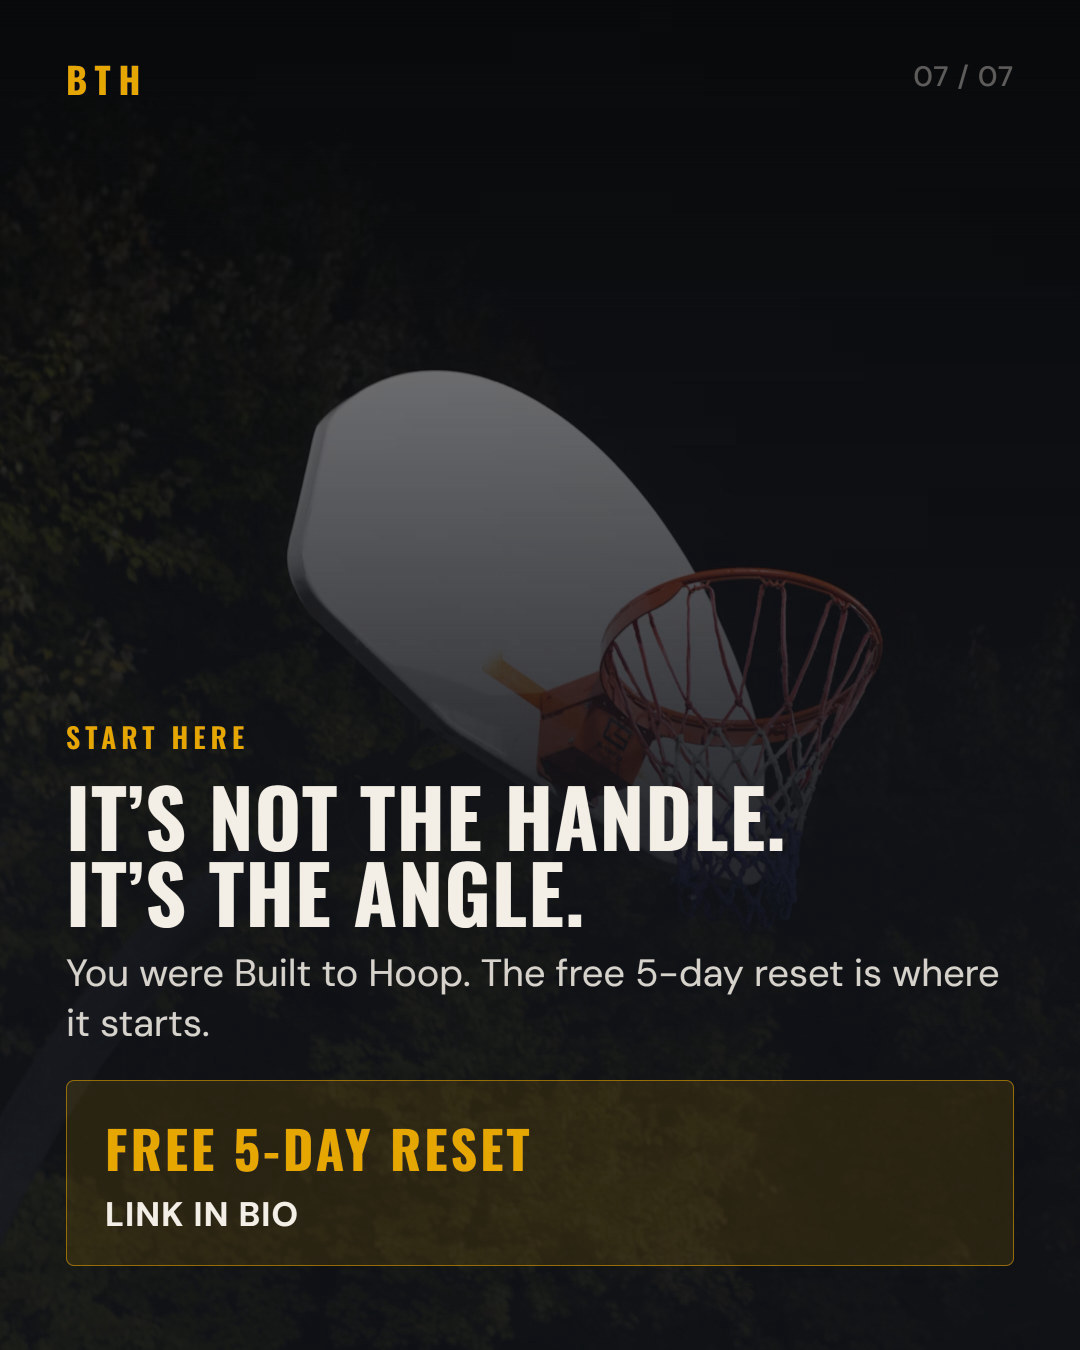 BTH
07 / 07
START HERE
IT’S NOT THE HANDLE.
IT’S THE ANGLE.
You were Built to Hoop. The free 5-day reset is where
it starts.
FREE 5-DAY RESET
LINK IN BIO